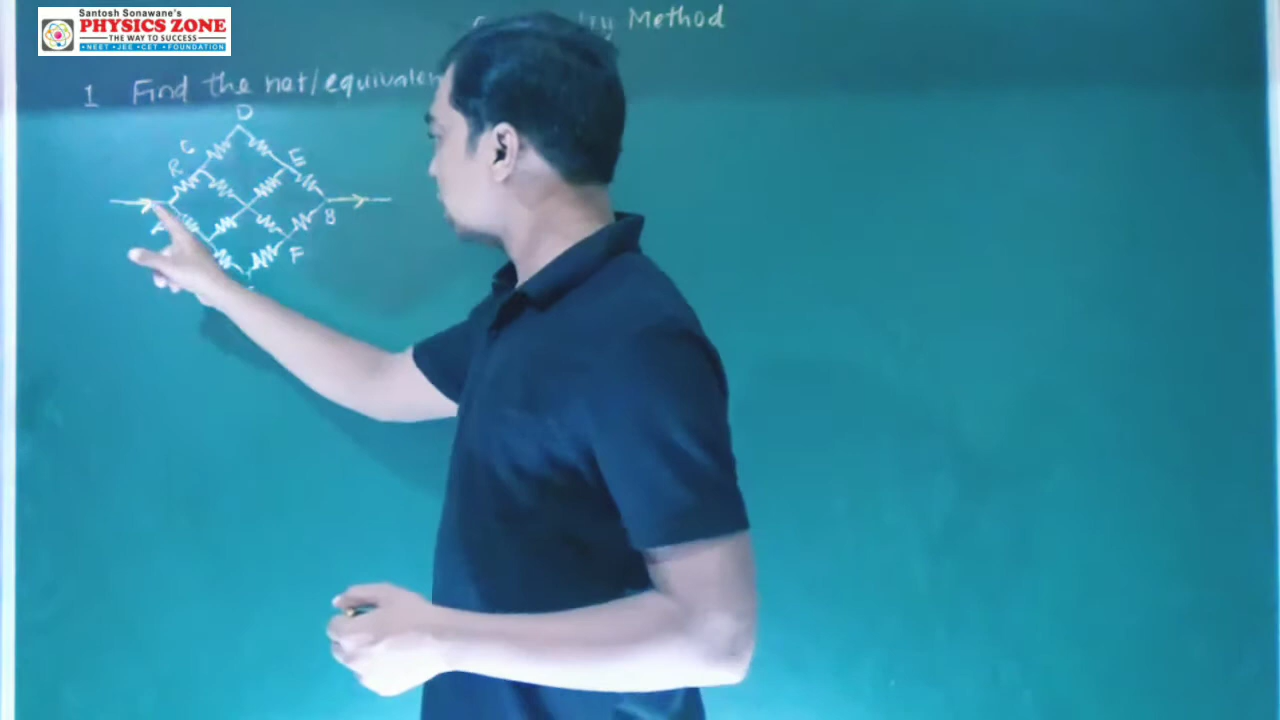 Santosh Sonawane's
PHYSICS ZONE
THE WAY TO SUCCESS
• NEET • JEE • CET • FOUNDATION
Method
1 Find the net/equivalen
D
C
E
R
B
F